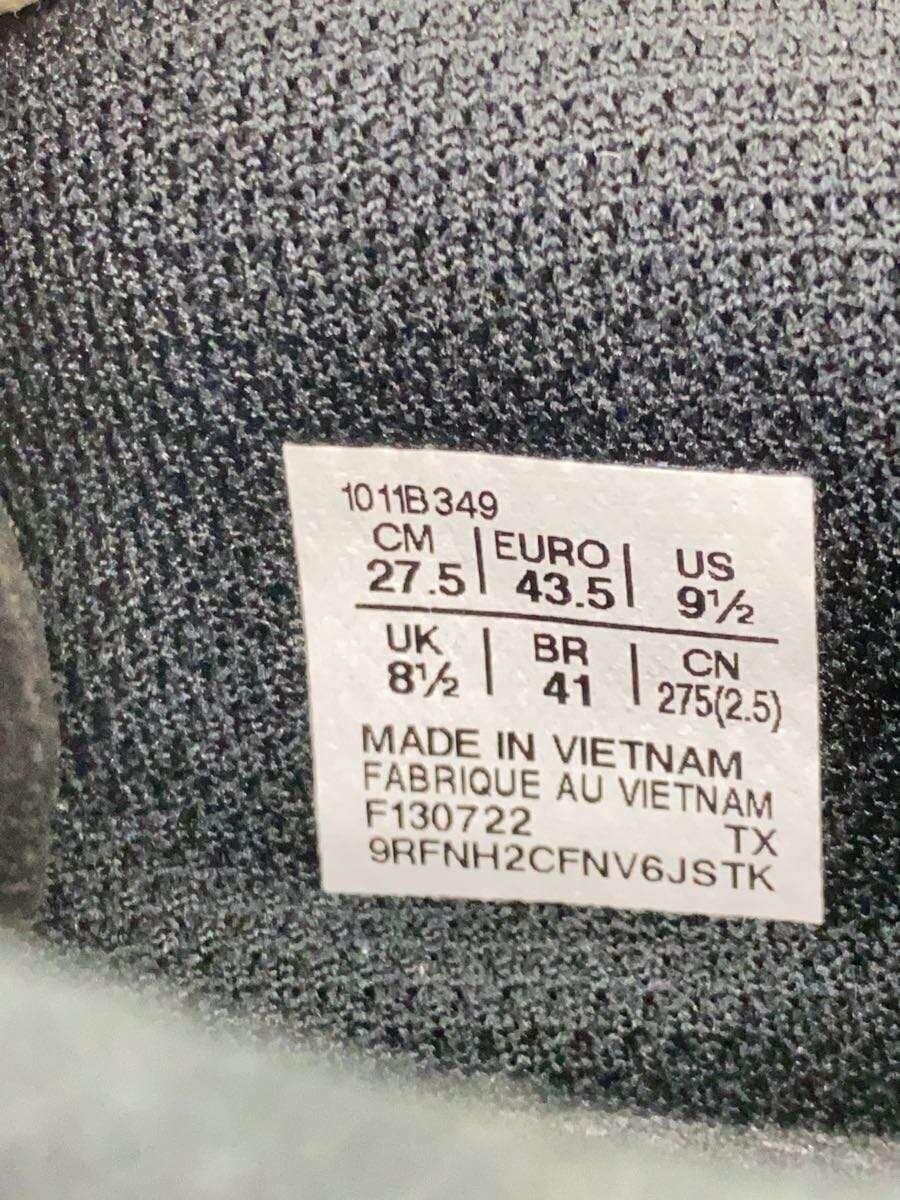 1011B349
CM | EURO | US
27.5 | 43.5 | 9½
UK | BR | CN
8½ | 41 | 275(2.5)
MADE IN VIETNAM
FABRIQUE AU VIETNAM
F130722 TX
9RFNH2CFNV6JSTK